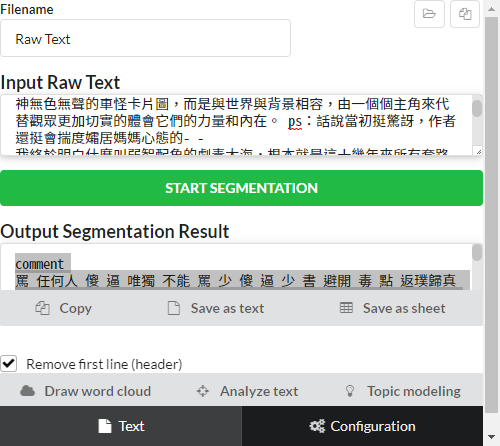 Filename
Raw Text
Input Raw Text
神無色無聲的車怪卡片圖，而是與世界與背景相容，由一個個主角來代
替觀眾更加切實的體會它們的力量和內在。 ps：話說當初挺驚訝，作者
還挺會揣度孀居媽媽心態的- -
START SEGMENTATION
Output Segmentation Result
comment
罵 任何人 傻 逼 唯獨 不能 罵 少 傻 逼 少 書 避開 毒 點 返璞歸真
Copy
Save as text
Save as sheet
Remove first line (header)
Draw word cloud
Analyze text
Topic modeling
Text
Configuration